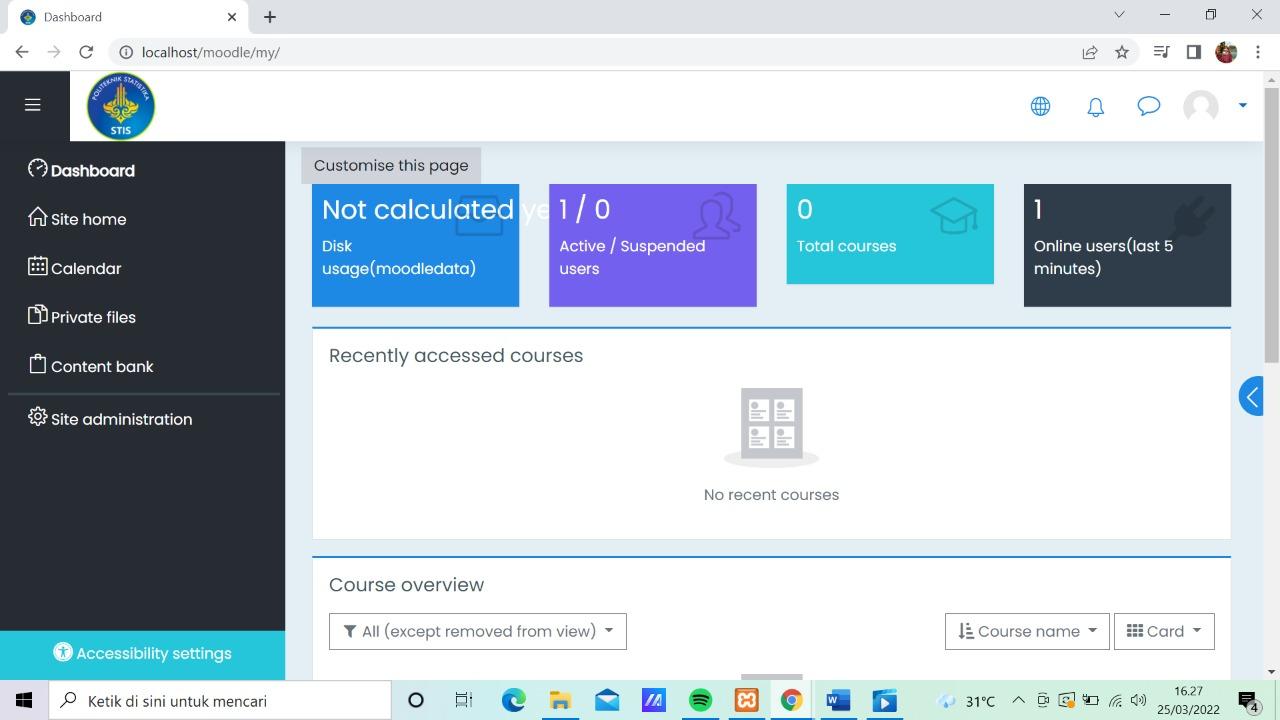 Dashboard
localhost/moodle/my/
POLITEKNIK STATISTIKA
STIS
Dashboard
Site home
Calendar
Private files
Content bank
Site administration
Accessibility settings
Customise this page
Not calculated ye
Disk
usage(moodledata)
1 / 0
Active / Suspended
users
0
Total courses
1
Online users(last 5
minutes)
Recently accessed courses
No recent courses
Course overview
All (except removed from view)
Course name
Card
Ketik di sini untuk mencari
31°C
16.27
25/03/2022
4